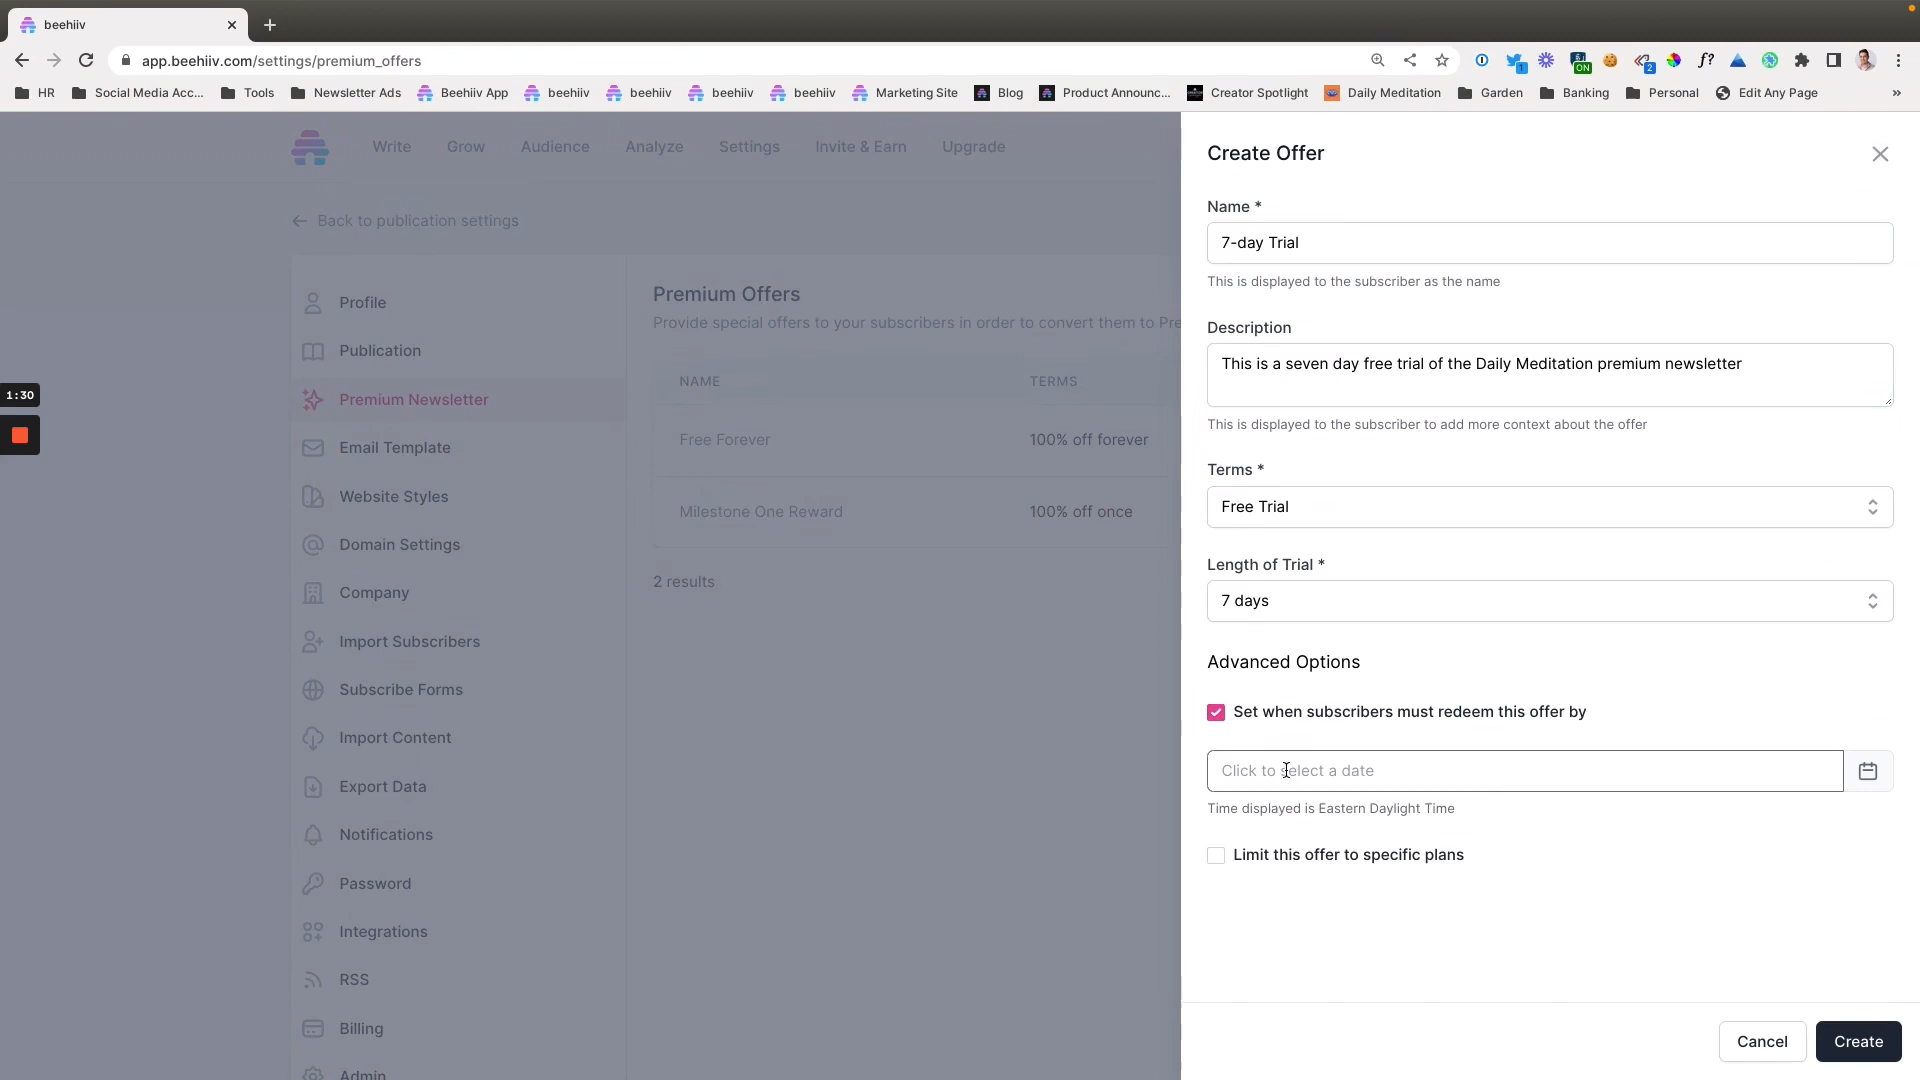 beehiiv
app.beehiiv.com/settings/premium_offers
1
ON
2
f?
HR
Social Media Acc...
Tools
Newsletter Ads
Beehiiv App
beehiiv
beehiiv
beehiiv
beehiiv
Marketing Site
Blog
Product Announc...
Creator Spotlight
Daily Meditation
Garden
Banking
Personal
Edit Any Page
»
Write
Grow
Audience
Analyze
Settings
Invite & Earn
Upgrade
Back to publication settings
Profile
Publication
Premium Newsletter
Email Template
Website Styles
Domain Settings
Company
Import Subscribers
Subscribe Forms
Import Content
Export Data
Notifications
Password
Integrations
RSS
Billing
Admin
1:30
Premium Offers
Provide special offers to your subscribers in order to convert them to Pre
NAME
TERMS
Free Forever
100% off forever
Milestone One Reward
100% off once
2 results
Create Offer
Name *
7-day Trial
This is displayed to the subscriber as the name
Description
This is a seven day free trial of the Daily Meditation premium newsletter
This is displayed to the subscriber to add more context about the offer
Terms *
Free Trial
Length of Trial *
7 days
Advanced Options
Set when subscribers must redeem this offer by
Click to select a date
Time displayed is Eastern Daylight Time
Limit this offer to specific plans
Cancel
Create